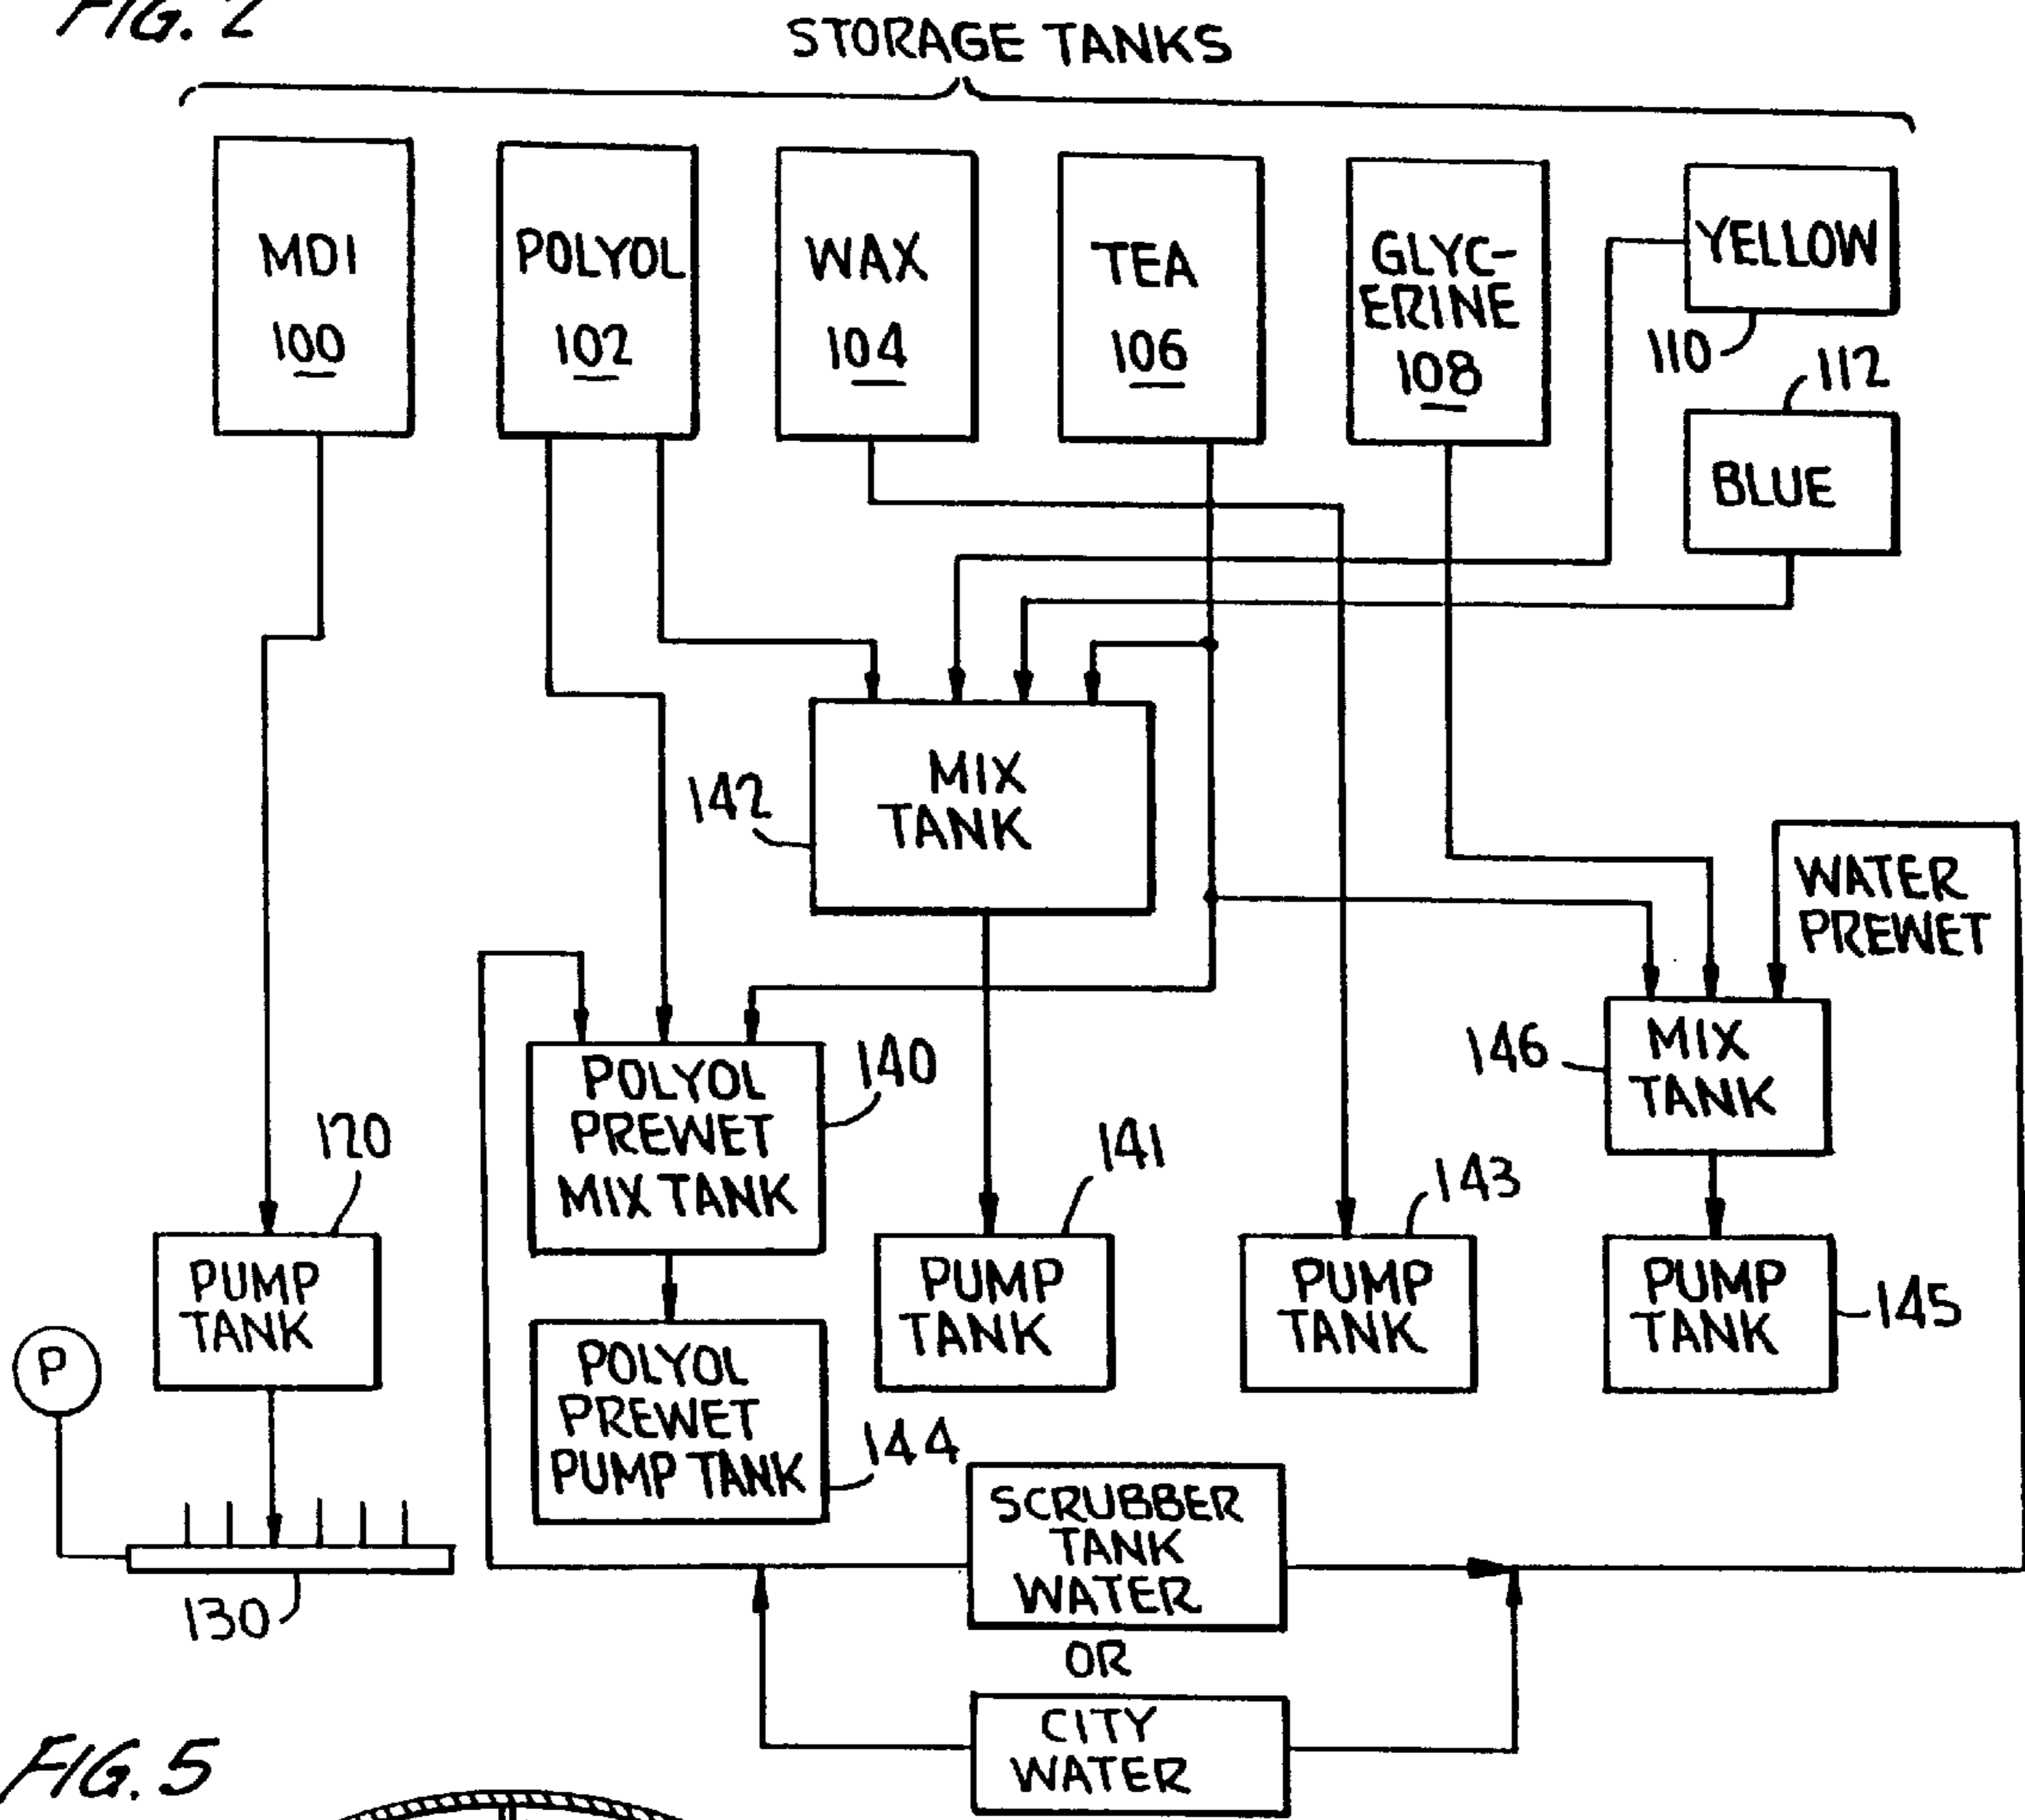 FIG. 2
STORAGE TANKS
MDI
100
POLYOL
102
WAX
104
TEA
106
GLYC-
ERINE
108
YELLOW
110
112
BLUE
142
MIX
TANK
WATER
PREWET
146
MIX
TANK
POLYOL
PREWET
MIX TANK
140
120
PUMP
TANK
141
PUMP
TANK
143
PUMP
TANK
PUMP
TANK
145
P
POLYOL
PREWET
PUMP TANK
144
130
SCRUBBER
TANK
WATER
OR
CITY
WATER
FIG. 5